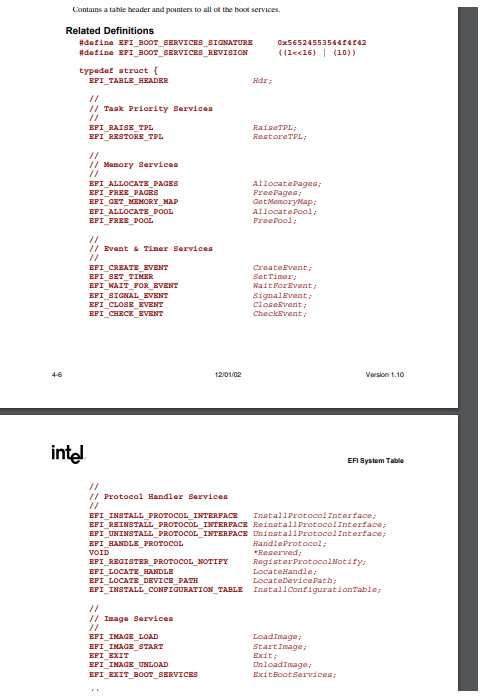 Contains a table header and pointers to all of the boot services.
Related Definitions
#define EFI_BOOT_SERVICES_SIGNATURE 0x56524553544f4f42
#define EFI_BOOT_SERVICES_REVISION ((1<<16) | (10))
typedef struct {
EFI_TABLE_HEADER Hdr;
//
// Task Priority Services
//
EFI_RAISE_TPL RaiseTPL;
EFI_RESTORE_TPL RestoreTPL;
//
// Memory Services
//
EFI_ALLOCATE_PAGES AllocatePages;
EFI_FREE_PAGES FreePages;
EFI_GET_MEMORY_MAP GetMemoryMap;
EFI_ALLOCATE_POOL AllocatePool;
EFI_FREE_POOL FreePool;
//
// Event & Timer Services
//
EFI_CREATE_EVENT CreateEvent;
EFI_SET_TIMER SetTimer;
EFI_WAIT_FOR_EVENT WaitForEvent;
EFI_SIGNAL_EVENT SignalEvent;
EFI_CLOSE_EVENT CloseEvent;
EFI_CHECK_EVENT CheckEvent;
4-6 12/01/02 Version 1.10
intel
EFI System Table
//
// Protocol Handler Services
//
EFI_INSTALL_PROTOCOL_INTERFACE InstallProtocolInterface;
EFI_REINSTALL_PROTOCOL_INTERFACE ReinstallProtocolInterface;
EFI_UNINSTALL_PROTOCOL_INTERFACE UninstallProtocolInterface;
EFI_HANDLE_PROTOCOL HandleProtocol;
VOID *Reserved;
EFI_REGISTER_PROTOCOL_NOTIFY RegisterProtocolNotify;
EFI_LOCATE_HANDLE LocateHandle;
EFI_LOCATE_DEVICE_PATH LocateDevicePath;
EFI_INSTALL_CONFIGURATION_TABLE InstallConfigurationTable;
//
// Image Services
//
EFI_IMAGE_LOAD LoadImage;
EFI_IMAGE_START StartImage;
EFI_EXIT Exit;
EFI_IMAGE_UNLOAD UnloadImage;
EFI_EXIT_BOOT_SERVICES ExitBootServices;
//